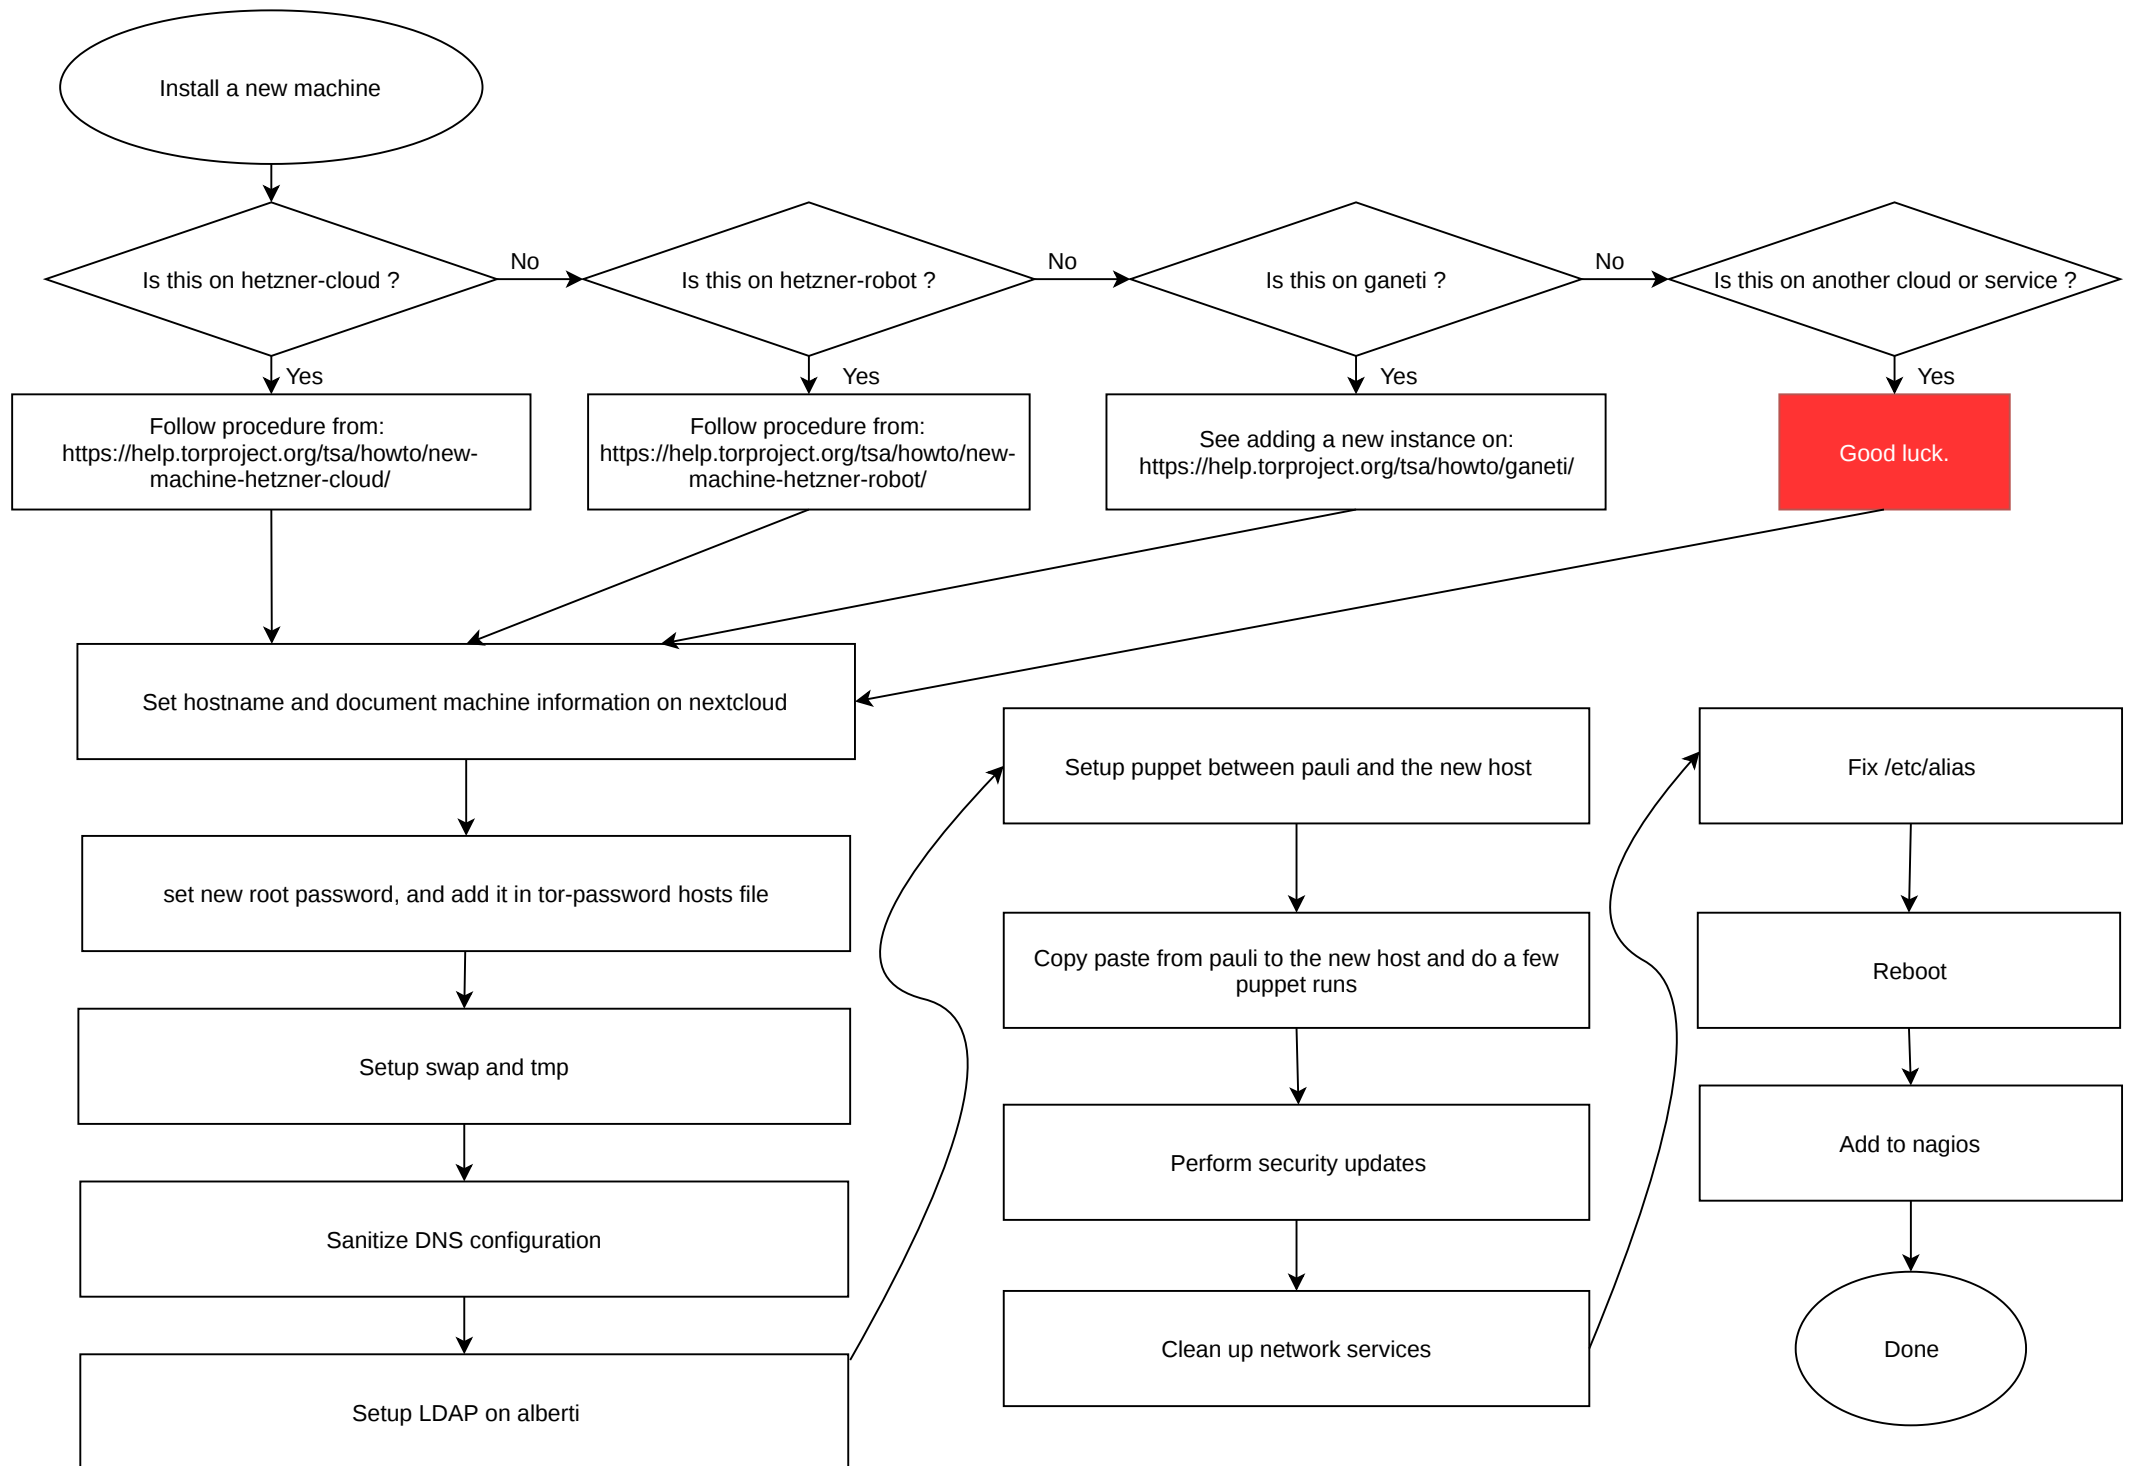 Install a new machine
Is this on hetzner-cloud ?
No
Is this on hetzner-robot ?
No
Is this on ganeti ?
No
Is this on another cloud or service ?
Yes
Yes
Yes
Yes
Follow procedure from:
https://help.torproject.org/tsa/howto/new-
machine-hetzner-cloud/
Follow procedure from:
https://help.torproject.org/tsa/howto/new-
machine-hetzner-robot/
See adding a new instance on:
https://help.torproject.org/tsa/howto/ganeti/
Good luck.
Set hostname and document machine information on nextcloud
set new root password, and add it in tor-password hosts file
Setup swap and tmp
Sanitize DNS configuration
Setup LDAP on alberti
Setup puppet between pauli and the new host
Copy paste from pauli to the new host and do a few
puppet runs
Perform security updates
Clean up network services
Fix /etc/alias
Reboot
Add to nagios
Done